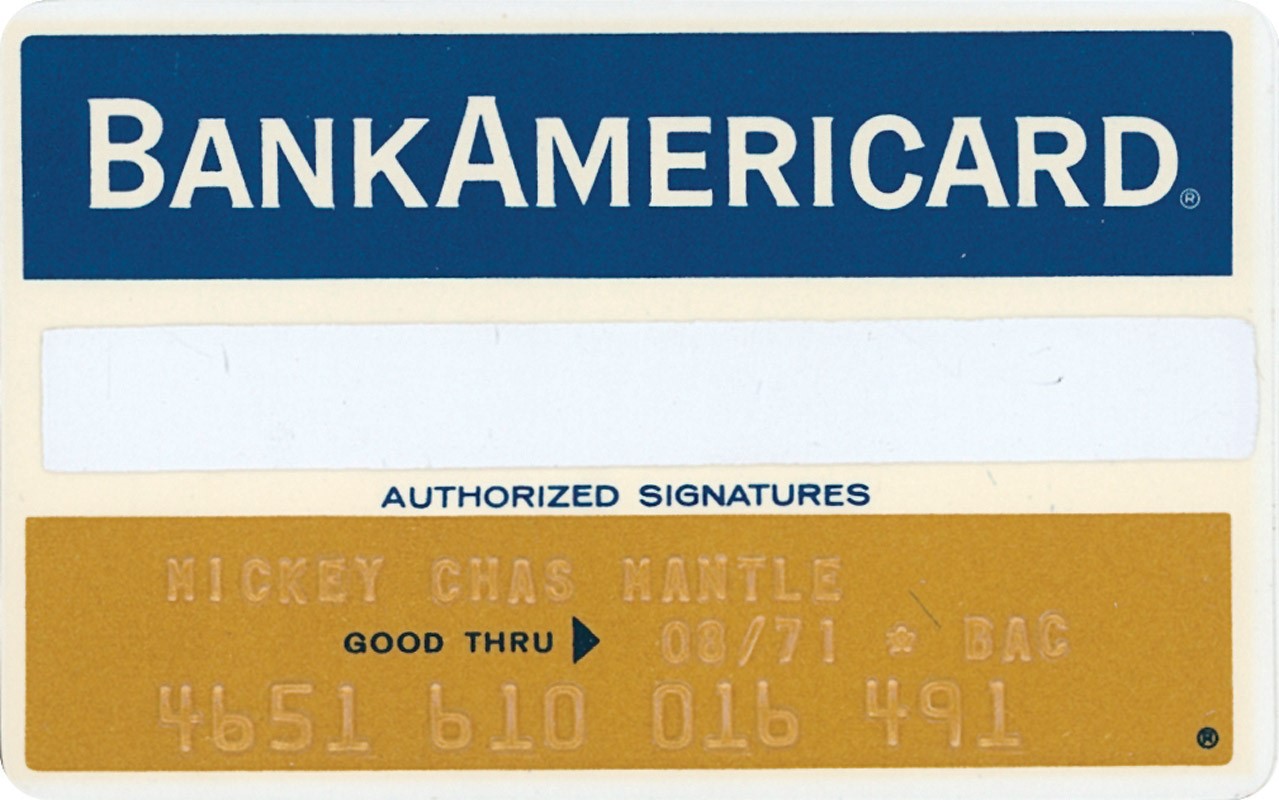 BANKAMERICARD®
AUTHORIZED SIGNATURES
MICKEY CHAS MANTLE
GOOD THRU ▶ 08/71 * BAC
4651 610 016 491
®